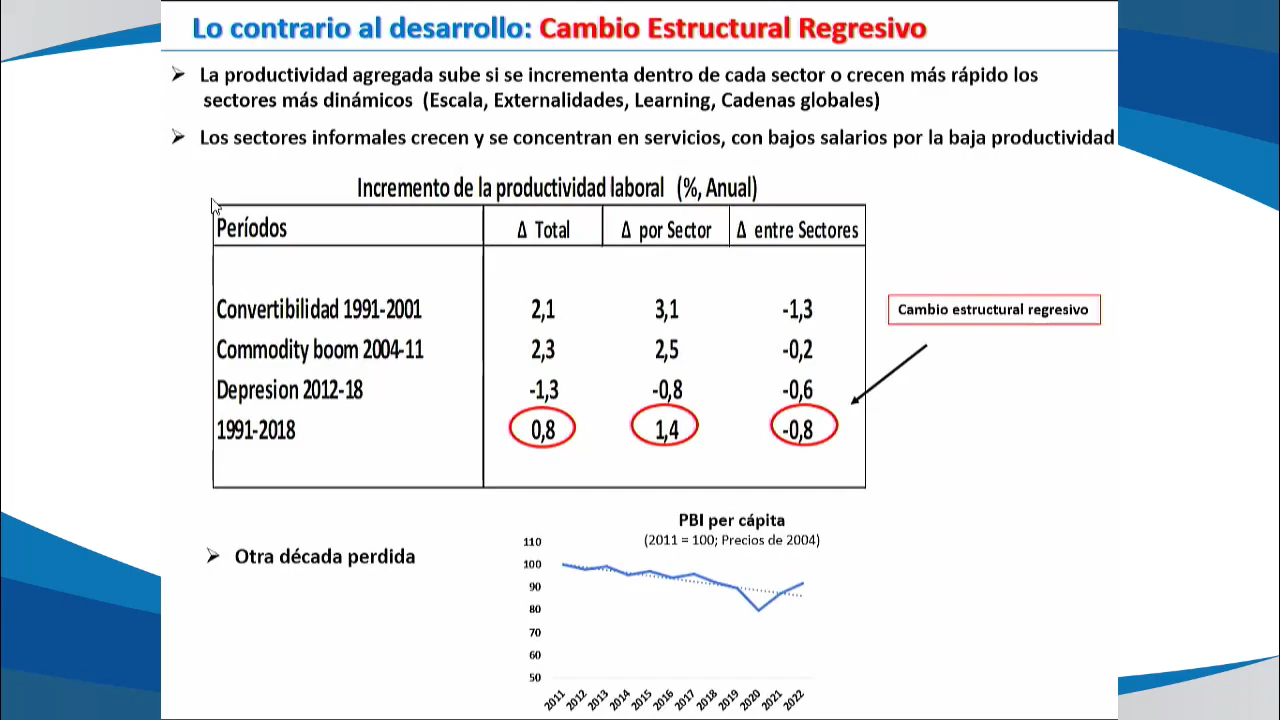 Lo contrario al desarrollo: Cambio Estructural Regresivo
La productividad agregada sube si se incrementa dentro de cada sector o crecen más rápido los
sectores más dinámicos (Escala, Externalidades, Learning, Cadenas globales)
Los sectores informales crecen y se concentran en servicios, con bajos salarios por la baja productividad
Incremento de la productividad laboral (%, Anual)
Períodos Δ Total Δ por Sector Δ entre Sectores
Convertibilidad 1991-2001 2,1 3,1 -1,3
Commodity boom 2004-11 2,3 2,5 -0,2
Depresion 2012-18 -1,3 -0,8 -0,6
1991-2018 0,8 1,4 -0,8
Cambio estructural regresivo
Otra década perdida
PBI per cápita
(2011 = 100; Precios de 2004)
110
100
90
80
70
60
50
2011 2012 2013 2014 2015 2016 2017 2018 2019 2020 2021 2022